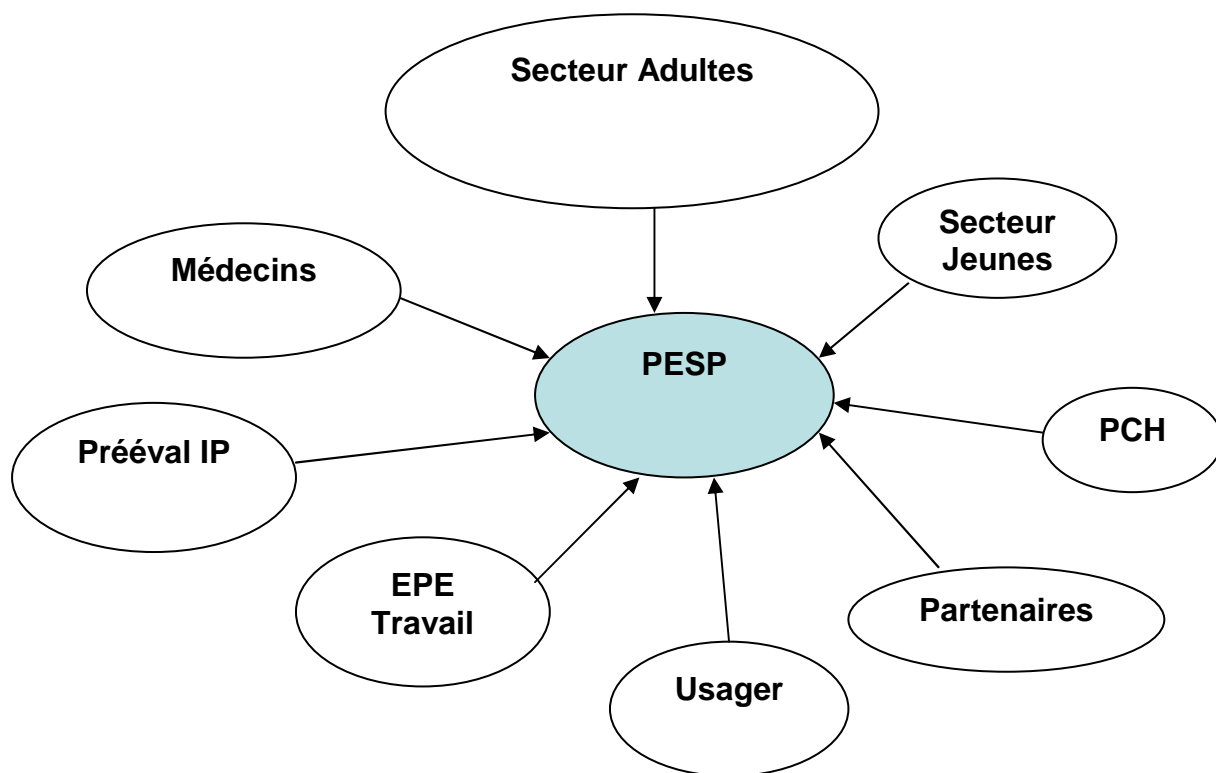 Secteur Adultes
Secteur
Jeunes
Médecins
PESP
PCH
Prééval IP
EPE
Travail
Partenaires
Usager